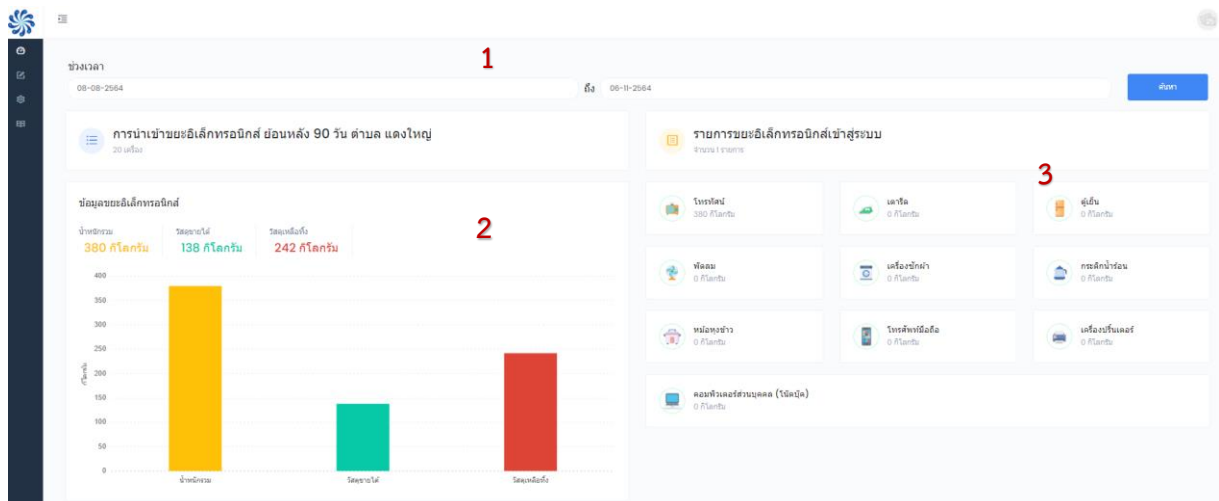 1
ช่วงเวลา
08-08-2564 ถึง 06-11-2564 ค้นหา
การนำเข้าขยะอิเล็กทรอนิกส์ ย้อนหลัง 90 วัน ตำบล แดงใหญ่
20 เครื่อง
รายการขยะอิเล็กทรอนิกส์เข้าสู่ระบบ
จำนวน 1 รายการ
ข้อมูลขยะอิเล็กทรอนิกส์
2
น้ำหนักรวม วัสดุขายได้ วัสดุเหลือทิ้ง
380 กิโลกรัม 138 กิโลกรัม 242 กิโลกรัม
400
350
300
250
200
150
100
50
0
กิโลกรัม
น้ำหนักรวม วัสดุขายได้ วัสดุเหลือทิ้ง
3
โทรทัศน์
380 กิโลกรัม
เตารีด
0 กิโลกรัม
ตู้เย็น
0 กิโลกรัม
พัดลม
0 กิโลกรัม
เครื่องซักผ้า
0 กิโลกรัม
กระติกน้ำร้อน
0 กิโลกรัม
หม้อหุงข้าว
0 กิโลกรัม
โทรศัพท์มือถือ
0 กิโลกรัม
เครื่องปริ้นเตอร์
0 กิโลกรัม
คอมพิวเตอร์ส่วนบุคคล (โน๊ตบุ๊ค)
0 กิโลกรัม